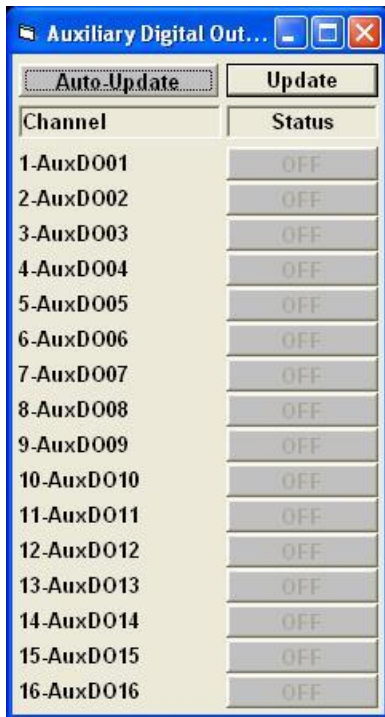 Auxiliary Digital Out...
Auto-Update Update
Channel Status
1-AuxDO01 OFF
2-AuxDO02 OFF
3-AuxDO03 OFF
4-AuxDO04 OFF
5-AuxDO05 OFF
6-AuxDO06 OFF
7-AuxDO07 OFF
8-AuxDO08 OFF
9-AuxDO09 OFF
10-AuxDO10 OFF
11-AuxDO11 OFF
12-AuxDO12 OFF
13-AuxDO13 OFF
14-AuxDO14 OFF
15-AuxDO15 OFF
16-AuxDO16 OFF